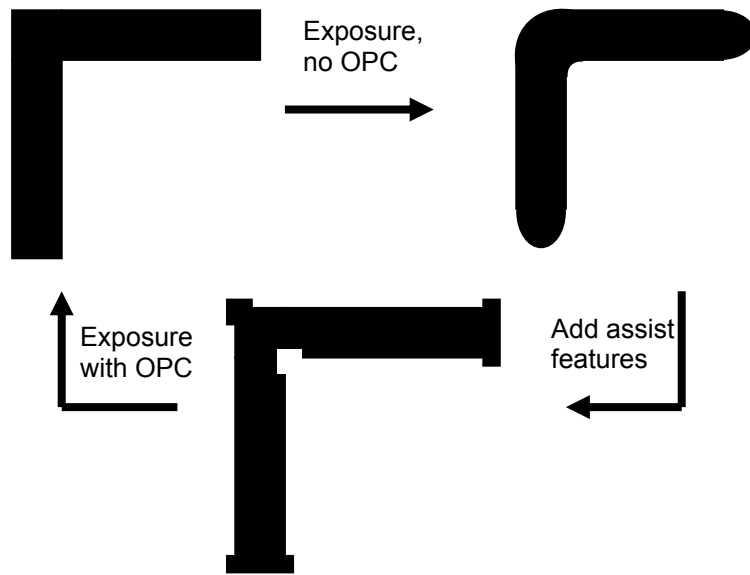 Exposure,
no OPC
Exposure
with OPC
Add assist
features